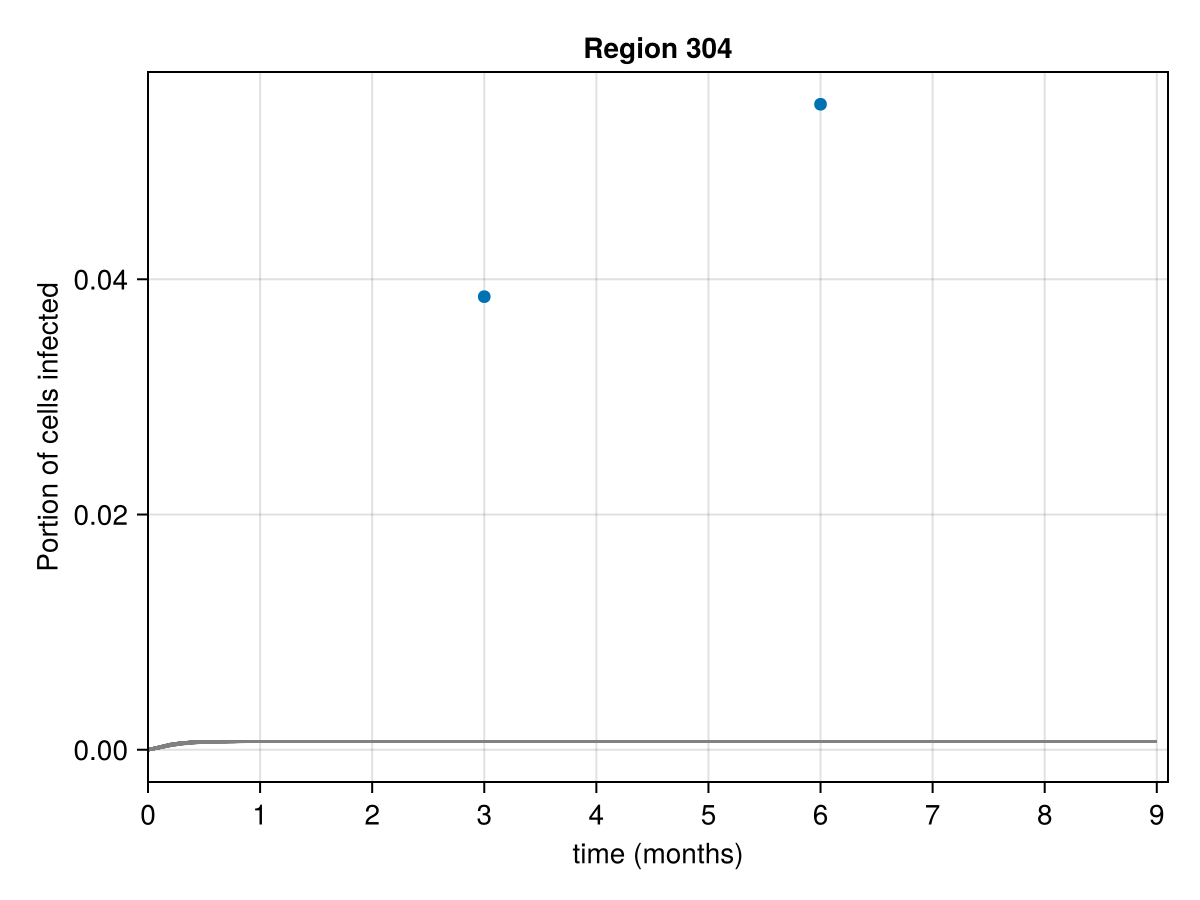 Region 304
Portion of cells infected
0.04
0.02
0.00
0 1 2 3 4 5 6 7 8 9
time (months)